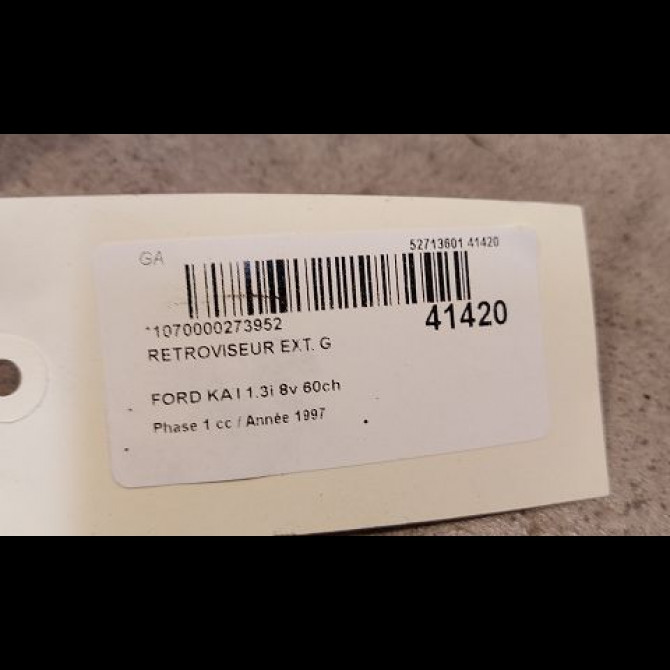 GA
52713601 41420
*1070000273952
41420
RETROVISEUR EXT. G
FORD KA I 1.3i 8v 60ch
Phase 1 cc / Année 1997